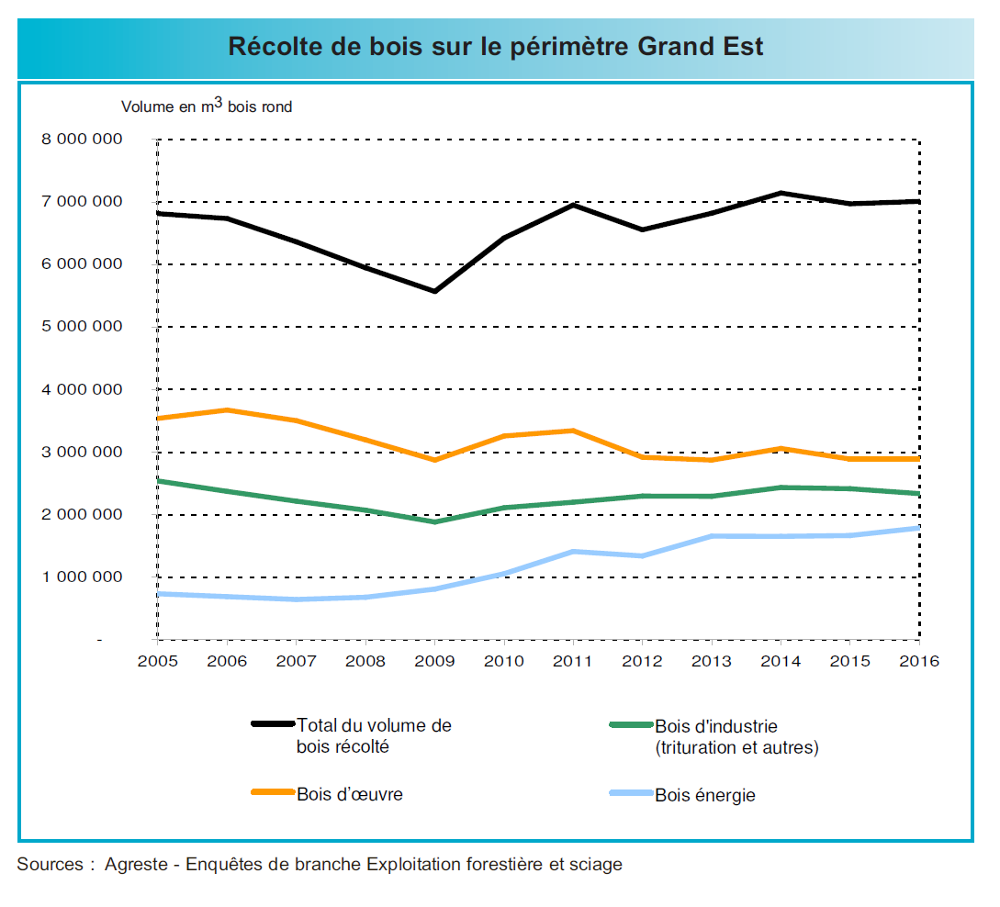 Récolte de bois sur le périmètre Grand Est
Volume en m³ bois rond
8 000 000
7 000 000
6 000 000
5 000 000
4 000 000
3 000 000
2 000 000
1 000 000
-
2005 2006 2007 2008 2009 2010 2011 2012 2013 2014 2015 2016
Total du volume de
bois récolté
Bois d'industrie
(trituration et autres)
Bois d’œuvre
Bois énergie
Sources : Agreste - Enquêtes de branche Exploitation forestière et sciage